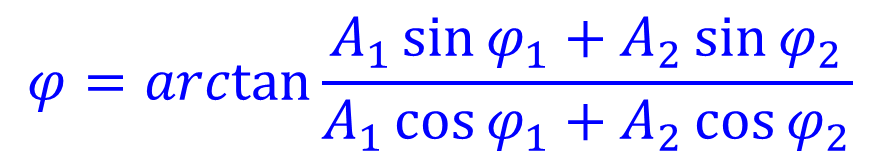 φ = arctan (A₁ sin φ₁ + A₂ sin φ₂) / (A₁ cos φ₁ + A₂ cos φ₂)